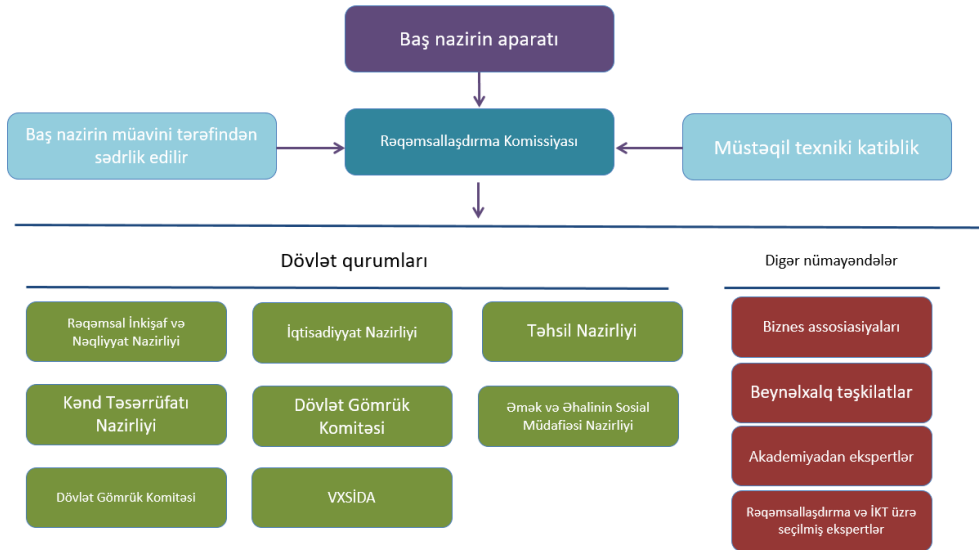 Baş nazirin aparatı
Baş nazirin müavini tərəfindən
sədrlik edilir
Rəqəmsallaşdırma Komissiyası
Müstəqil texniki katiblik
Dövlət qurumları
Digər nümayəndələr
Rəqəmsal İnkişaf və
Nəqliyyat Nazirliyi
İqtisadiyyat Nazirliyi
Təhsil Nazirliyi
Biznes assosiasiyaları
Kənd Təsərrüfatı
Nazirliyi
Dövlət Gömrük
Komitəsi
Əmək və Əhalinin Sosial
Müdafiəsi Nazirliyi
Beynəlxalq təşkilatlar
Akademiyadan ekspertlər
Dövlət Gömrük Komitəsi
VXSİDA
Rəqəmsallaşdırma və İKT üzrə
seçilmiş ekspertlər